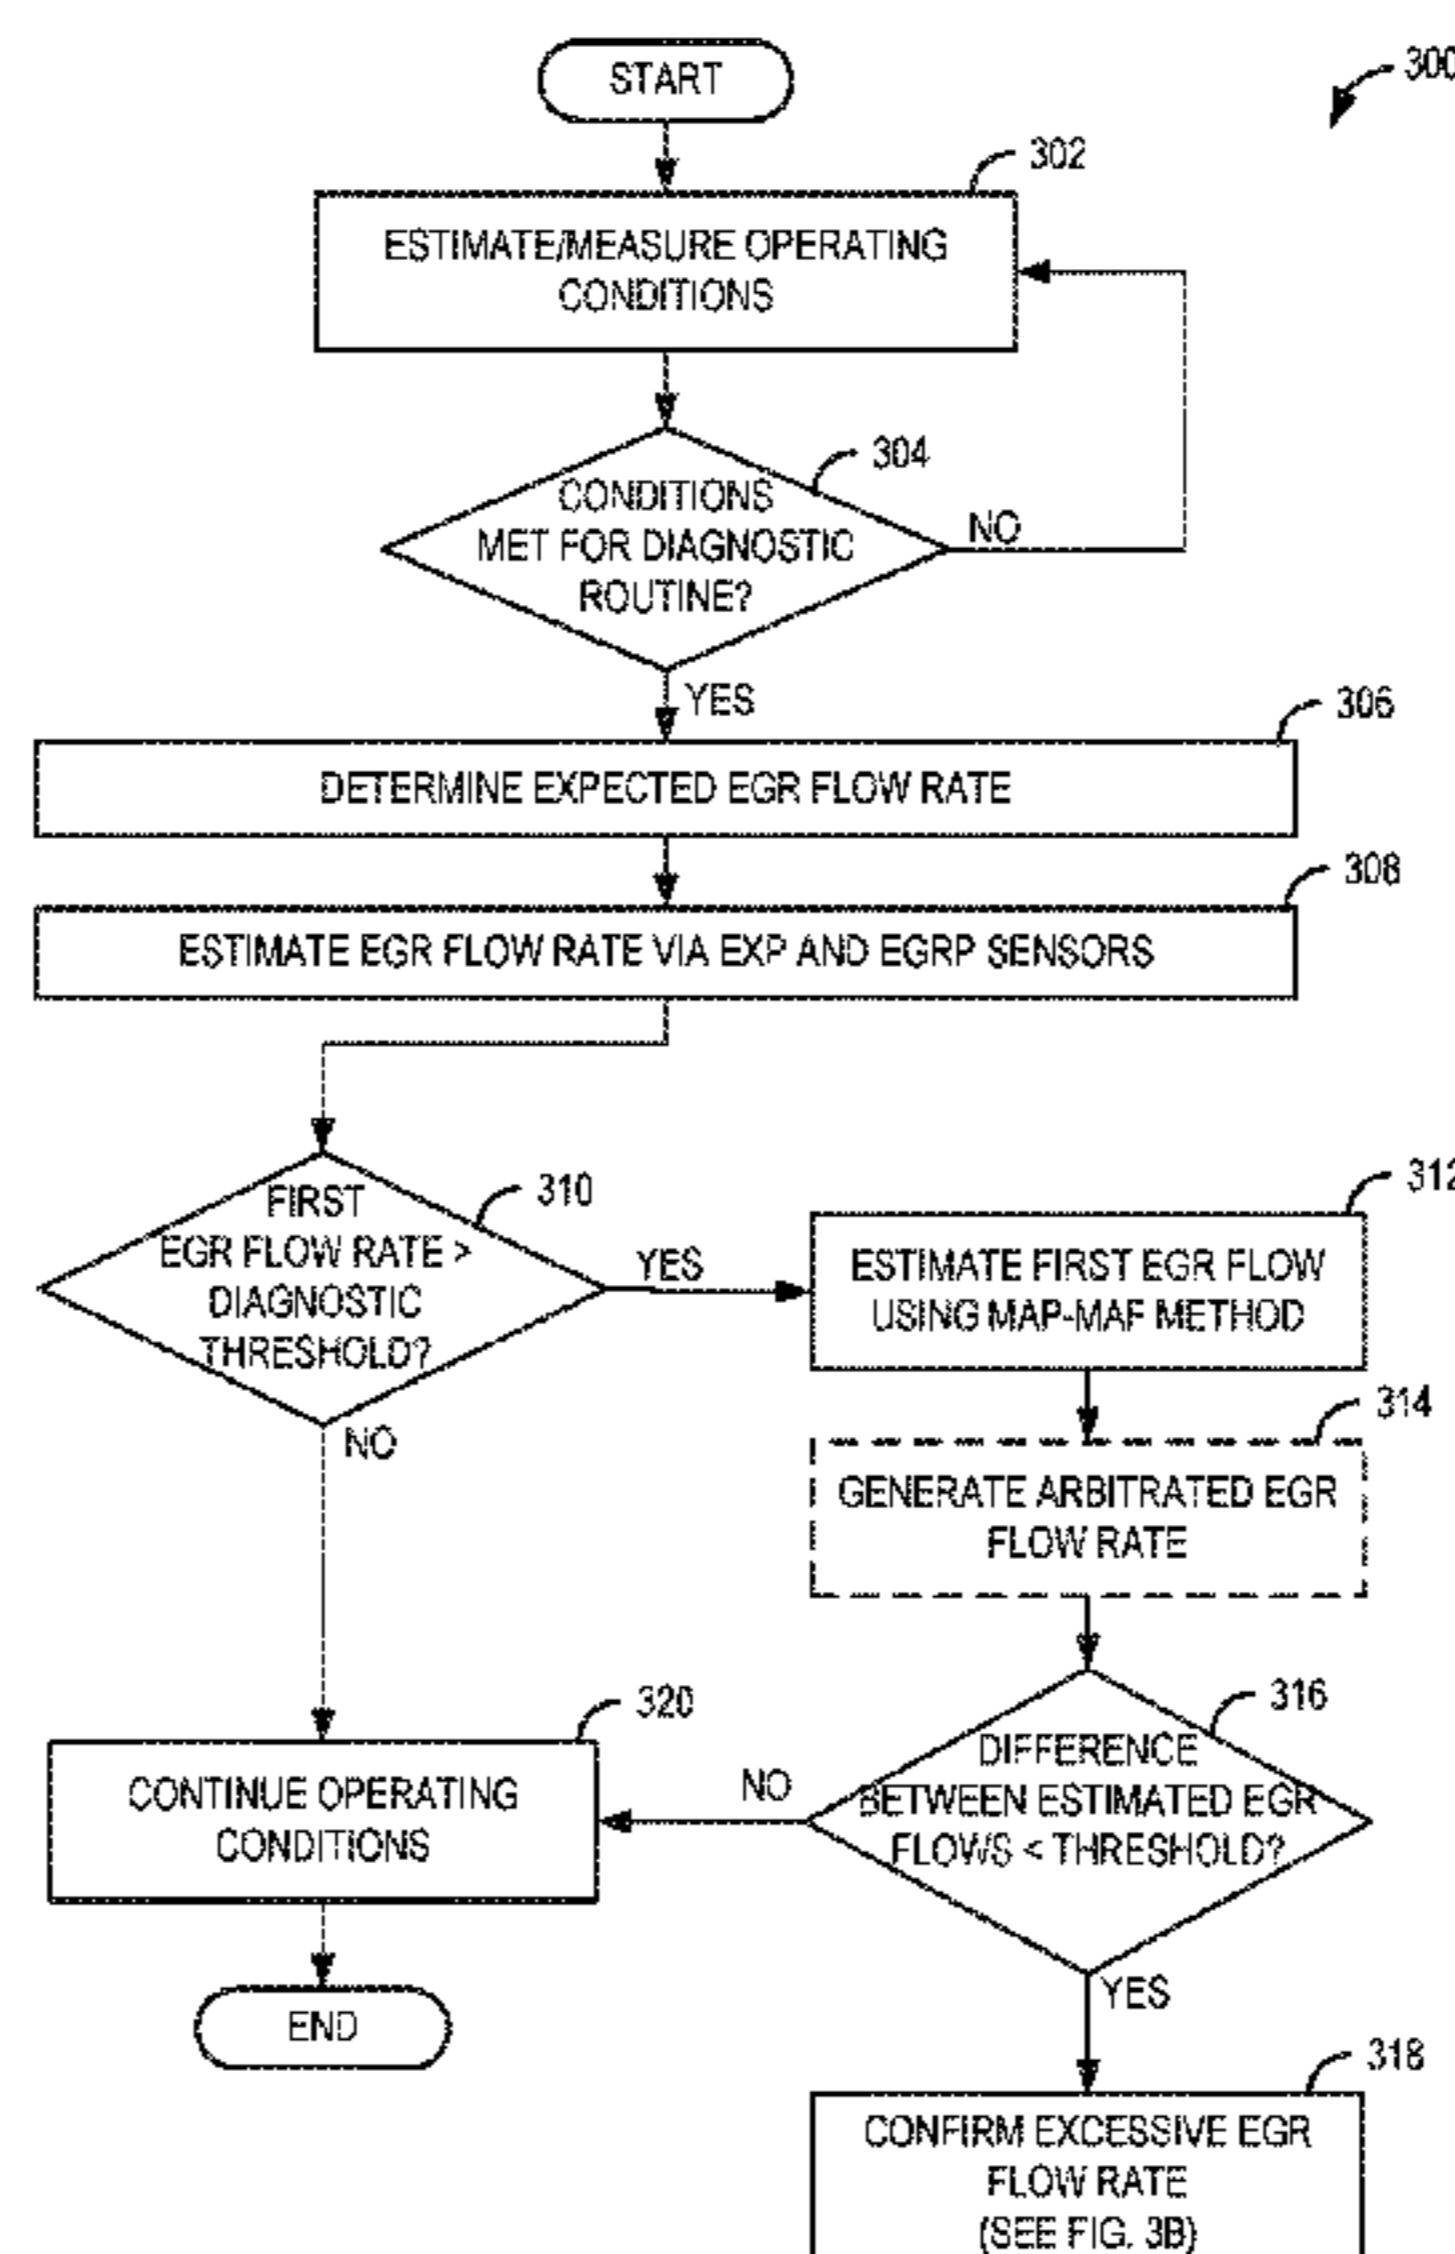 START
300
302
ESTIMATE/MEASURE OPERATING
CONDITIONS
304
CONDITIONS
MET FOR DIAGNOSTIC
ROUTINE?
NO
YES
306
DETERMINE EXPECTED EGR FLOW RATE
308
ESTIMATE EGR FLOW RATE VIA EXP AND EGRP SENSORS
310
FIRST
EGR FLOW RATE >
DIAGNOSTIC
THRESHOLD?
YES
NO
312
ESTIMATE FIRST EGR FLOW
USING MAP-MAF METHOD
314
GENERATE ARBITRATED EGR
FLOW RATE
316
DIFFERENCE
BETWEEN ESTIMATED EGR
FLOWS < THRESHOLD?
NO
YES
320
CONTINUE OPERATING
CONDITIONS
END
318
CONFIRM EXCESSIVE EGR
FLOW RATE
(SEE FIG. 3B)